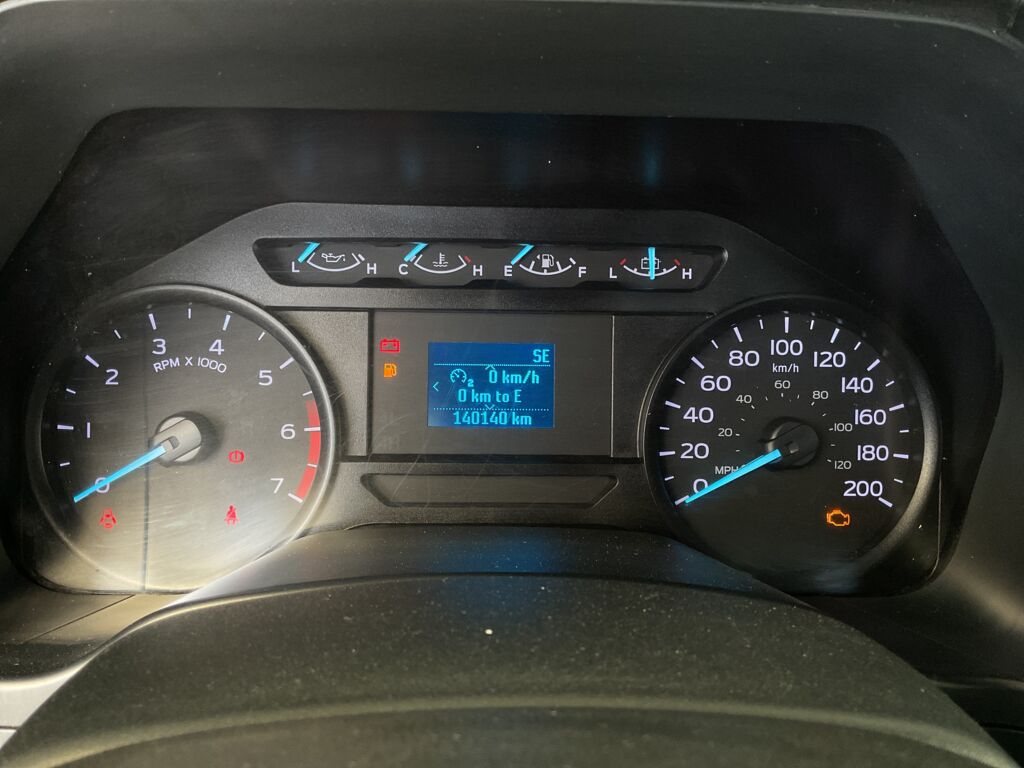 L H C H E F L H
1 2 3 4 5 6 7
RPM X 1000
0
SE
2 0 km/h
0 km to E
140140 km
0 20 40 60 80 100 120 140 160 180 200
km/h
20 40 60 80 100 120
MPH